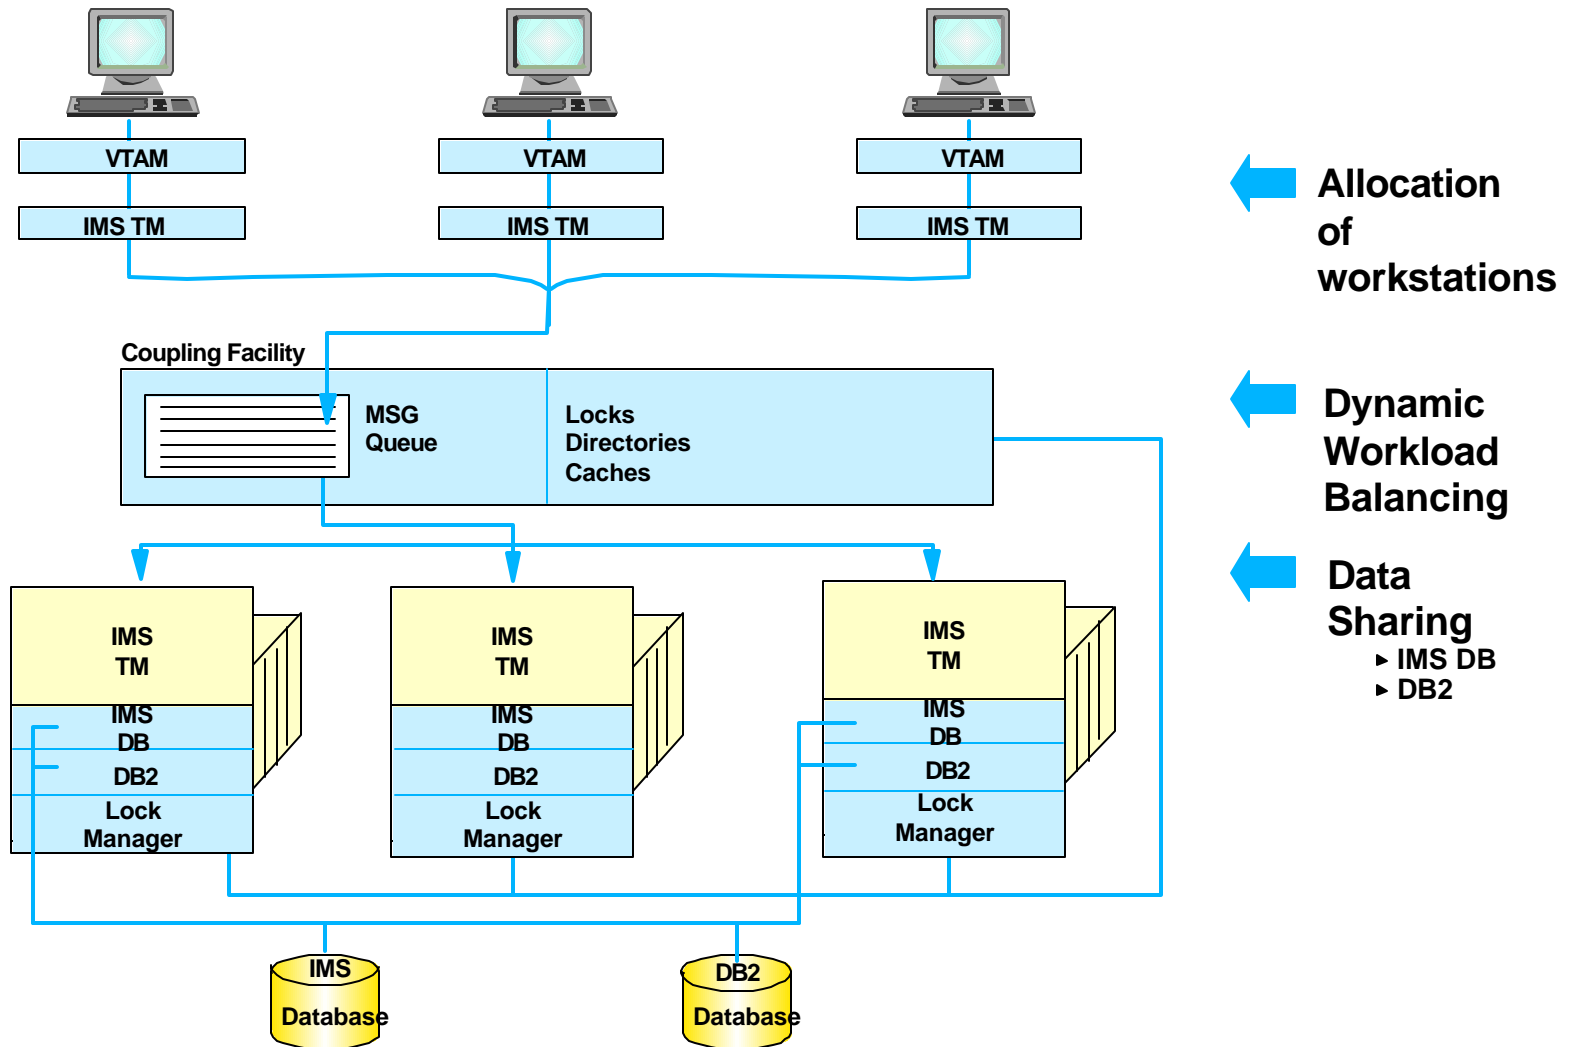 VTAM
VTAM
VTAM
IMS TM
IMS TM
IMS TM
Allocation
of
workstations
Coupling Facility
MSG
Queue
Locks
Directories
Caches
Dynamic
Workload
Balancing
IMS
TM
IMS
DB
DB2
Lock
Manager
IMS
TM
IMS
DB
DB2
Lock
Manager
IMS
TM
IMS
DB
DB2
Lock
Manager
Data
Sharing
▸ IMS DB
▸ DB2
IMS
Database
DB2
Database